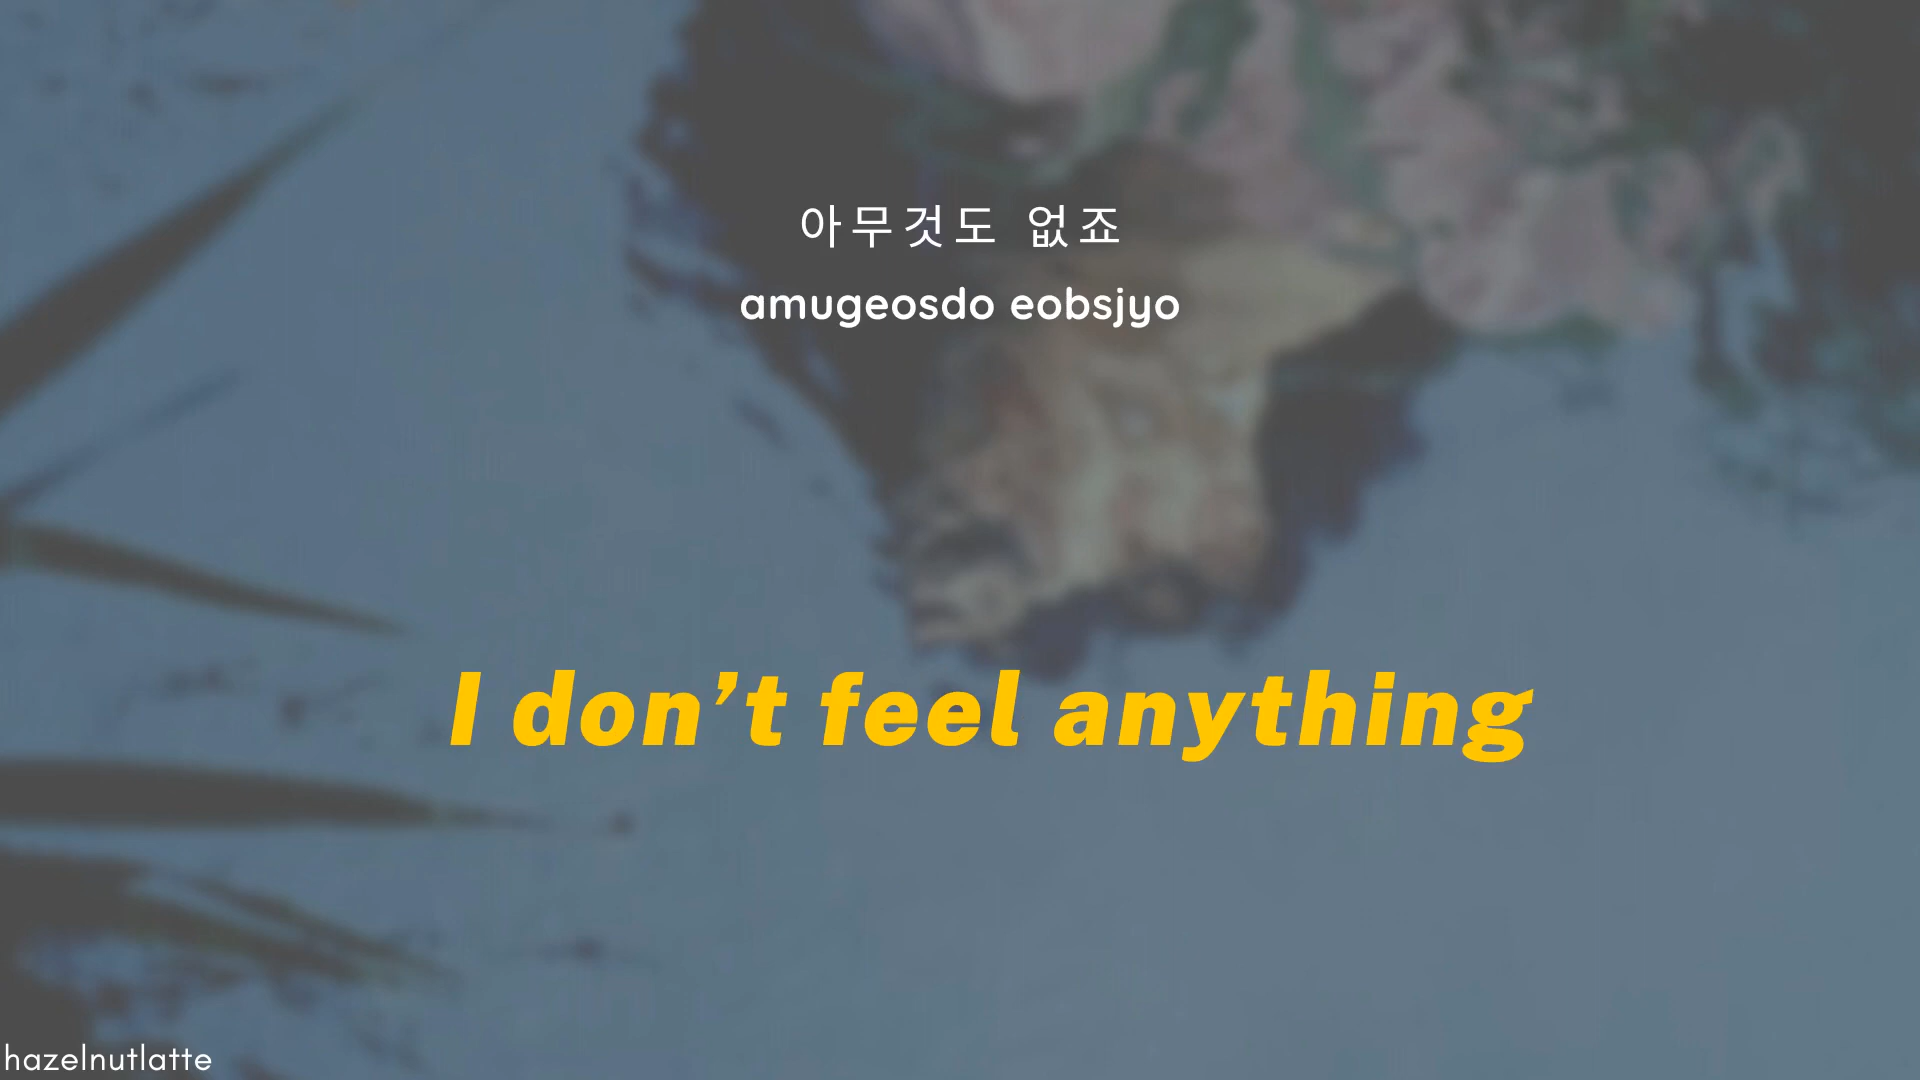 아무것도 없죠
amugeosdo eobsjyo
I don’t feel anything
hazelnutlatte